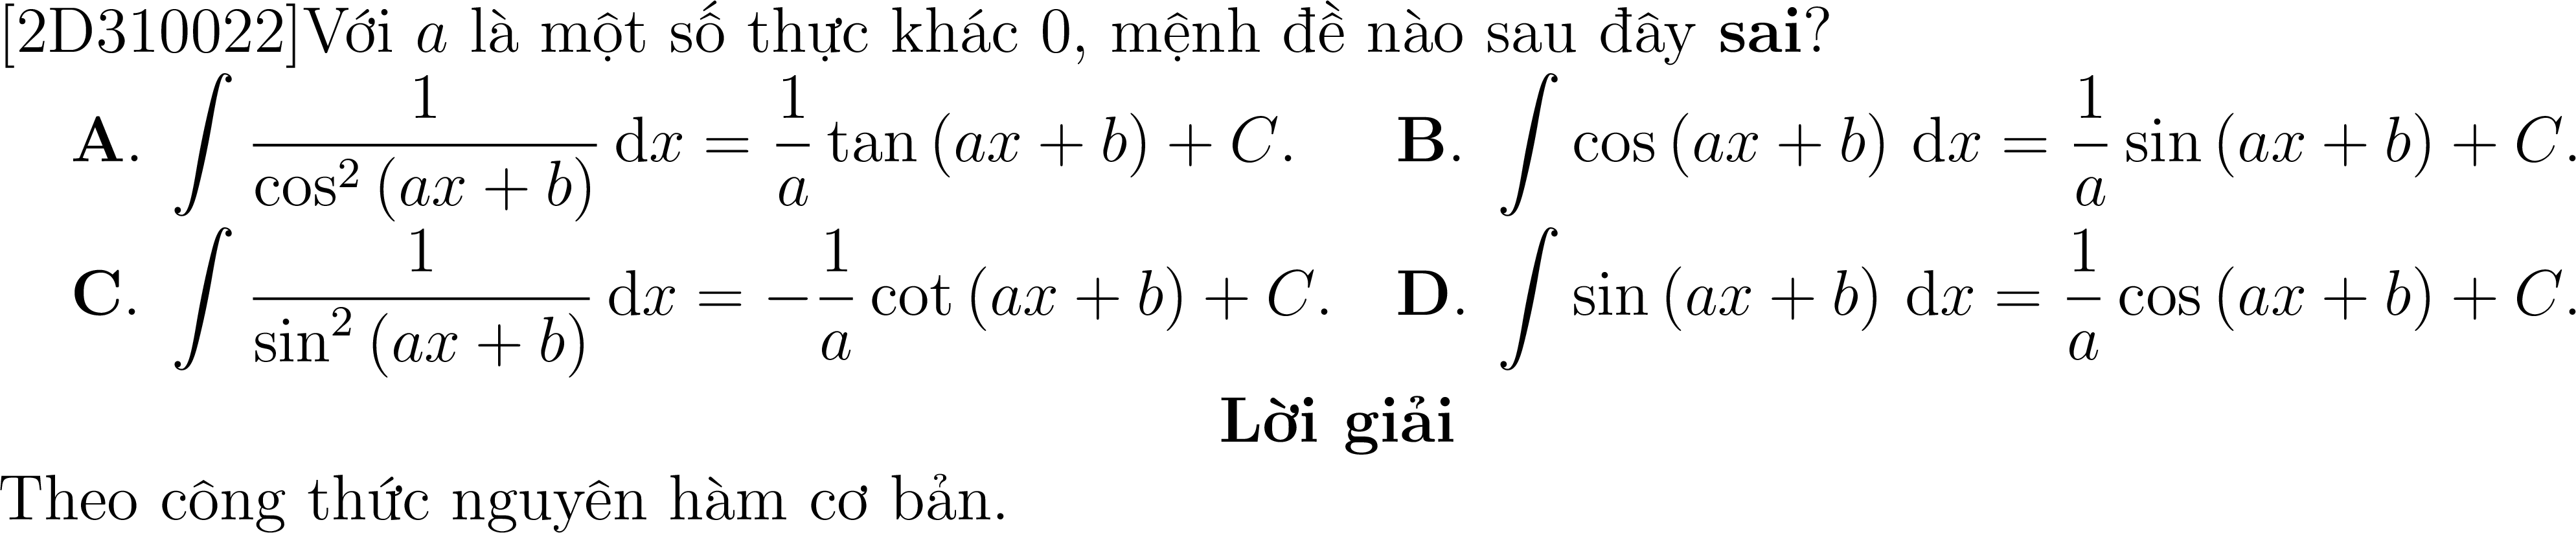 [2D310022]Với a là một số thực khác 0, mệnh đề nào sau đây sai?
A. ∫ 1/cos² (ax + b) dx = 1/a tan (ax + b) + C. B. ∫ cos (ax + b) dx = 1/a sin (ax + b) + C.
C. ∫ 1/sin² (ax + b) dx = −1/a cot (ax + b) + C. D. ∫ sin (ax + b) dx = 1/a cos (ax + b) + C.
Lời giải
Theo công thức nguyên hàm cơ bản.